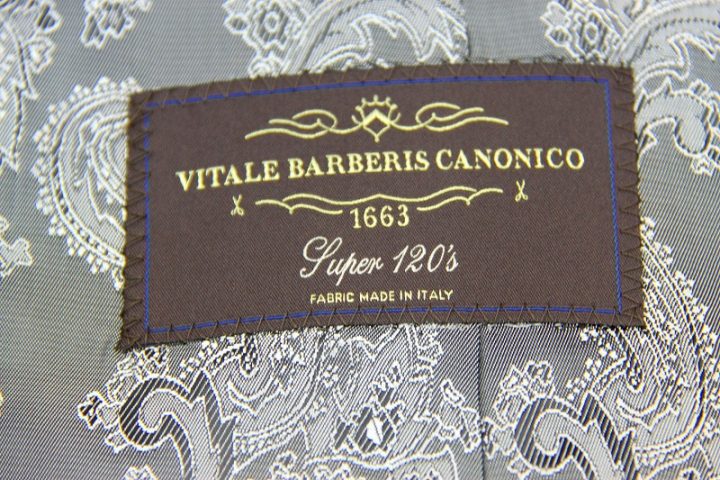 VITALE BARBERIS CANONICO
1663
Super 120's
FABRIC MADE IN ITALY